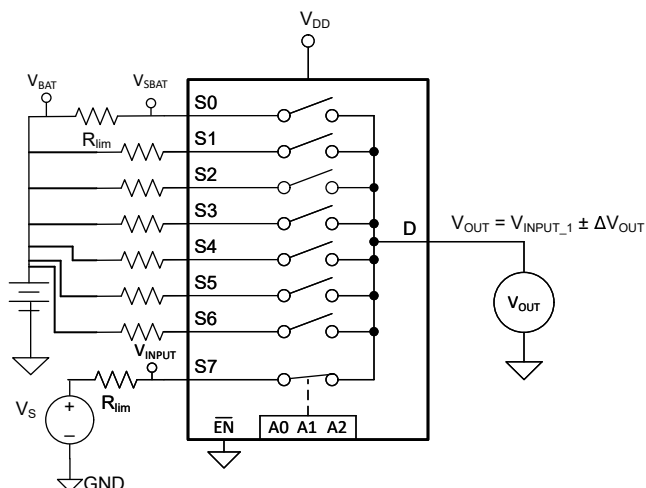 VDD
VBAT
VSBAT
Rlim
S0
S1
S2
S3
S4
S5
S6
S7
D
VOUT = VINPUT_1 ± ΔVOUT
VOUT
VINPUT
Rlim
VS
+
−
GND
EN
A0 A1 A2